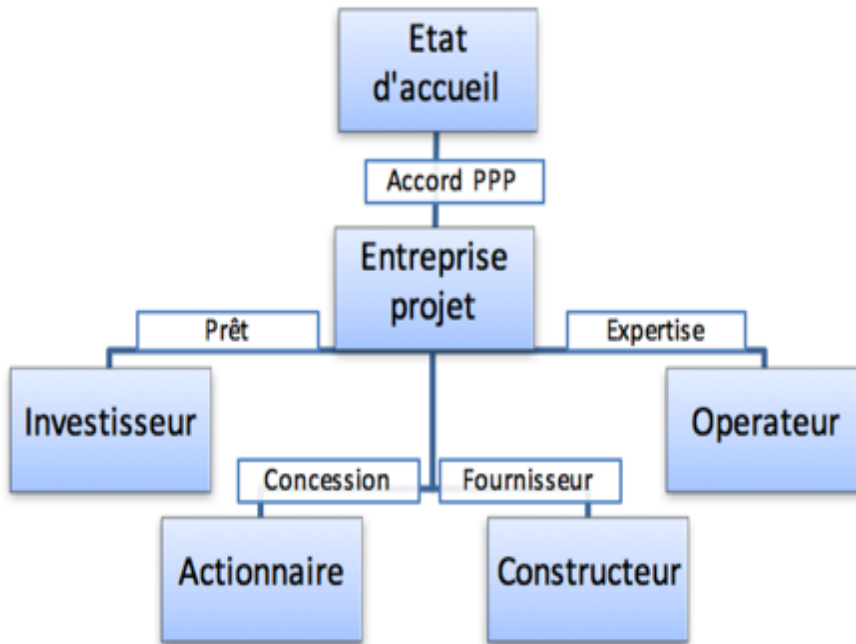 Etat
d'accueil
Accord PPP
Entreprise
projet
Prêt
Expertise
Investisseur
Operateur
Concession
Fournisseur
Actionnaire
Constructeur